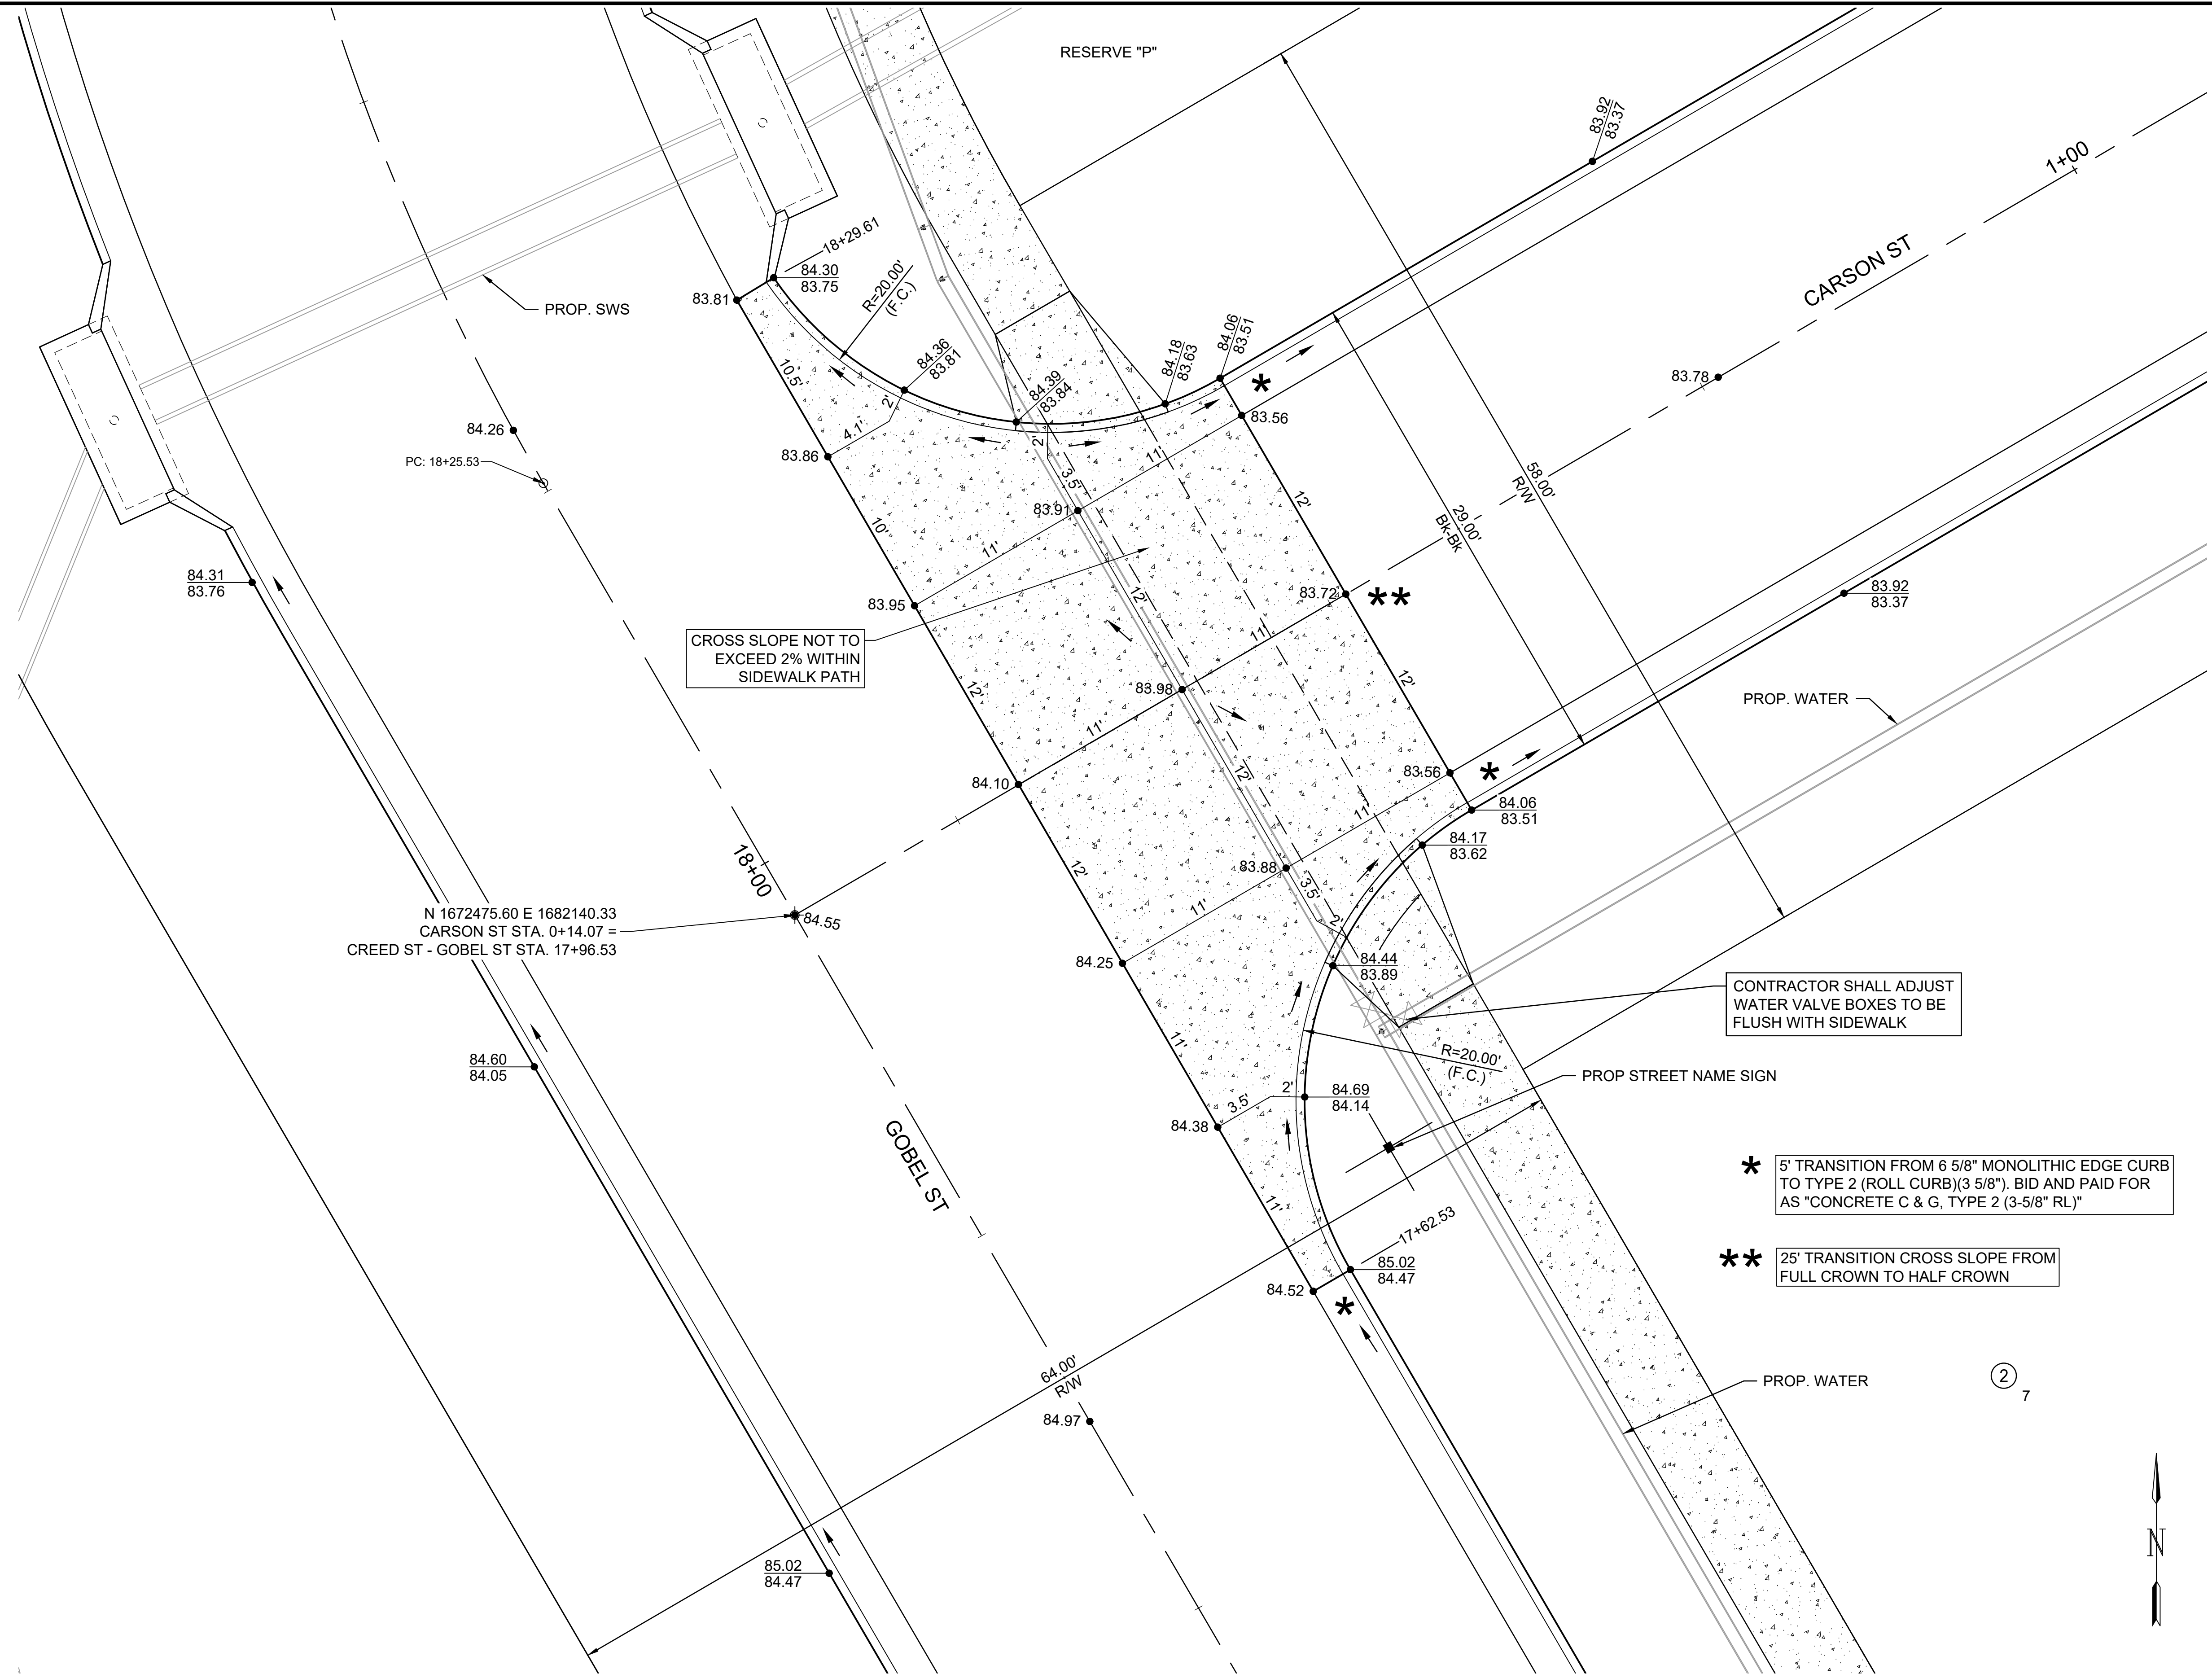 RESERVE "P"
83.92
83.37
1+00
CARSON ST
18+29.61
84.30
83.75
83.81
R=20.00'
(F.C.)
PROP. SWS
84.36
83.81
84.39
83.84
84.18
83.63
84.06
83.51
*
83.56
83.78
10.5'
2'
4.1'
84.26
83.86
PC: 18+25.53
2'
3.5'
11'
12'
58.00'
R/W
29.00'
Bk-Bk
83.91
10'
11'
84.31
83.76
83.95
12'
83.72
**
83.92
83.37
CROSS SLOPE NOT TO
EXCEED 2% WITHIN
SIDEWALK PATH
11'
12'
83.98
12'
11'
PROP. WATER
84.10
12'
83.56
*
84.06
83.51
11'
84.17
83.62
18+00
12'
83.88
3.5'
N 1672475.60 E 1682140.33
CARSON ST STA. 0+14.07 =
CREED ST - GOBEL ST STA. 17+96.53
84.55
11'
2'
84.25
84.44
83.89
CONTRACTOR SHALL ADJUST
WATER VALVE BOXES TO BE
FLUSH WITH SIDEWALK
11'
84.60
84.05
R=20.00'
(F.C.)
PROP STREET NAME SIGN
2'
3.5'
84.69
84.14
84.38
GOBEL ST
* 5' TRANSITION FROM 6 5/8" MONOLITHIC EDGE CURB
TO TYPE 2 (ROLL CURB)(3 5/8"). BID AND PAID FOR
AS "CONCRETE C & G, TYPE 2 (3-5/8" RL)"
11'
17+62.53
85.02
84.47
84.52
*
** 25' TRANSITION CROSS SLOPE FROM
FULL CROWN TO HALF CROWN
64.00'
R/W
84.97
PROP. WATER
2
7
N
85.02
84.47